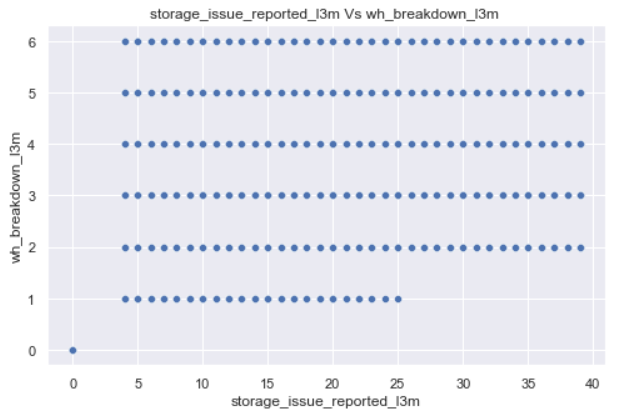 storage_issue_reported_l3m Vs wh_breakdown_l3m
6
5
4
3
2
1
0
wh_breakdown_l3m
0 5 10 15 20 25 30 35 40
storage_issue_reported_l3m